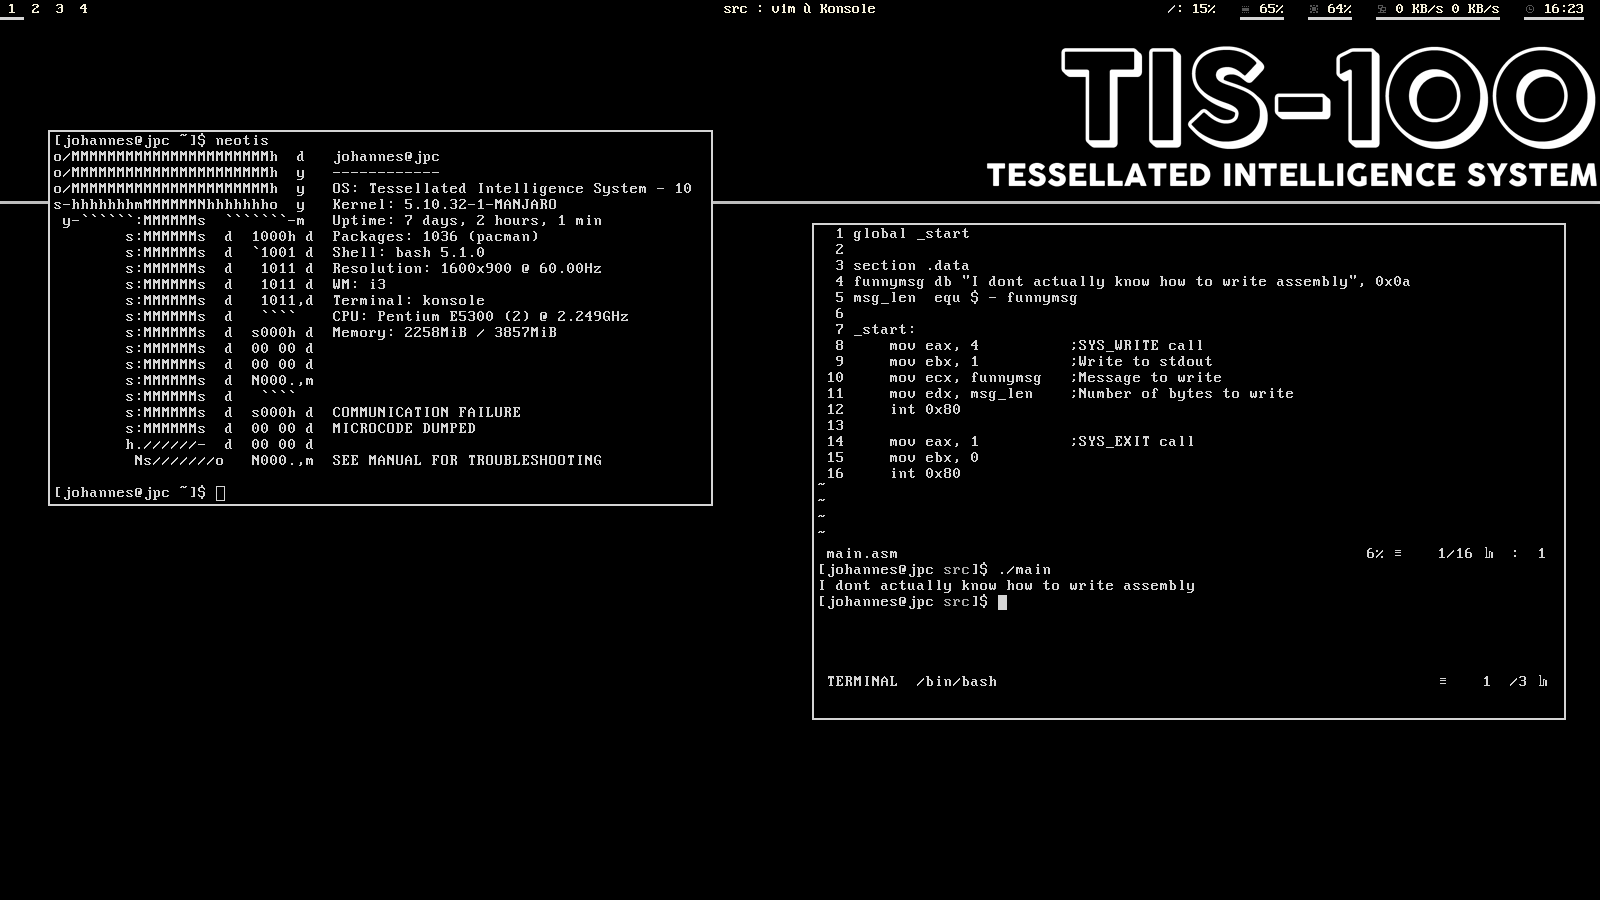 1 2 3 4 src : vim ù Konsole /: 15% 65% 64% 0 KB/s 0 KB/s 16:23
TIS-100
TESSELLATED INTELLIGENCE SYSTEM
[johannes@jpc ~]$ neotis
o/MMMMMMMMMMMMMMMMMMMMMMh  d   johannes@jpc
o/MMMMMMMMMMMMMMMMMMMMMMh  y   ------------
o/MMMMMMMMMMMMMMMMMMMMMMh  y   OS: Tessellated Intelligence System - 10
s-hhhhhhhmMMMMMMNhhhhhhho  y   Kernel: 5.10.32-1-MANJARO
 y-``````:MMMMMMs  ```````-m   Uptime: 7 days, 2 hours, 1 min
        s:MMMMMMs  d  1000h d  Packages: 1036 (pacman)
        s:MMMMMMs  d  `1001 d  Shell: bash 5.1.0
        s:MMMMMMs  d   1011 d  Resolution: 1600x900 @ 60.00Hz
        s:MMMMMMs  d   1011 d  WM: i3
        s:MMMMMMs  d   1011,d  Terminal: konsole
        s:MMMMMMs  d   ````    CPU: Pentium E5300 (2) @ 2.249GHz
        s:MMMMMMs  d  s000h d  Memory: 2258MiB / 3857MiB
        s:MMMMMMs  d  00 00 d
        s:MMMMMMs  d  00 00 d
        s:MMMMMMs  d  N000.,m
        s:MMMMMMs  d   ````
        s:MMMMMMs  d  s000h d  COMMUNICATION FAILURE
        s:MMMMMMs  d  00 00 d  MICROCODE DUMPED
        h.//////-  d  00 00 d
         Ns///////o   N000.,m  SEE MANUAL FOR TROUBLESHOOTING
[johannes@jpc ~]$
1 global _start
2
3 section .data
4 funnymsg db "I dont actually know how to write assembly", 0x0a
5 msg_len  equ $ - funnymsg
6
7 _start:
8     mov eax, 4          ;SYS_WRITE call
9     mov ebx, 1          ;Write to stdout
10     mov ecx, funnymsg   ;Message to write
11     mov edx, msg_len    ;Number of bytes to write
12     int 0x80
13
14     mov eax, 1          ;SYS_EXIT call
15     mov ebx, 0
16     int 0x80
~
~
~
~
main.asm 6% ≡ 1/16 ㏑ : 1
[johannes@jpc src]$ ./main
I dont actually know how to write assembly
[johannes@jpc src]$
TERMINAL  /bin/bash ≡ 1 /3 ㏑